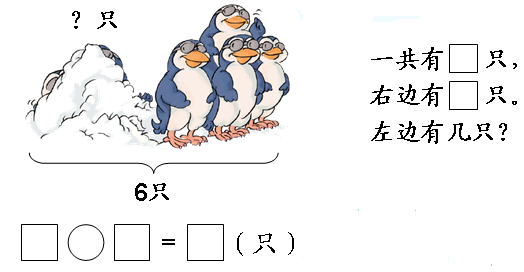 ？只
一共有□只，
右边有□只。
左边有几只？
6只
□○□=□（只）